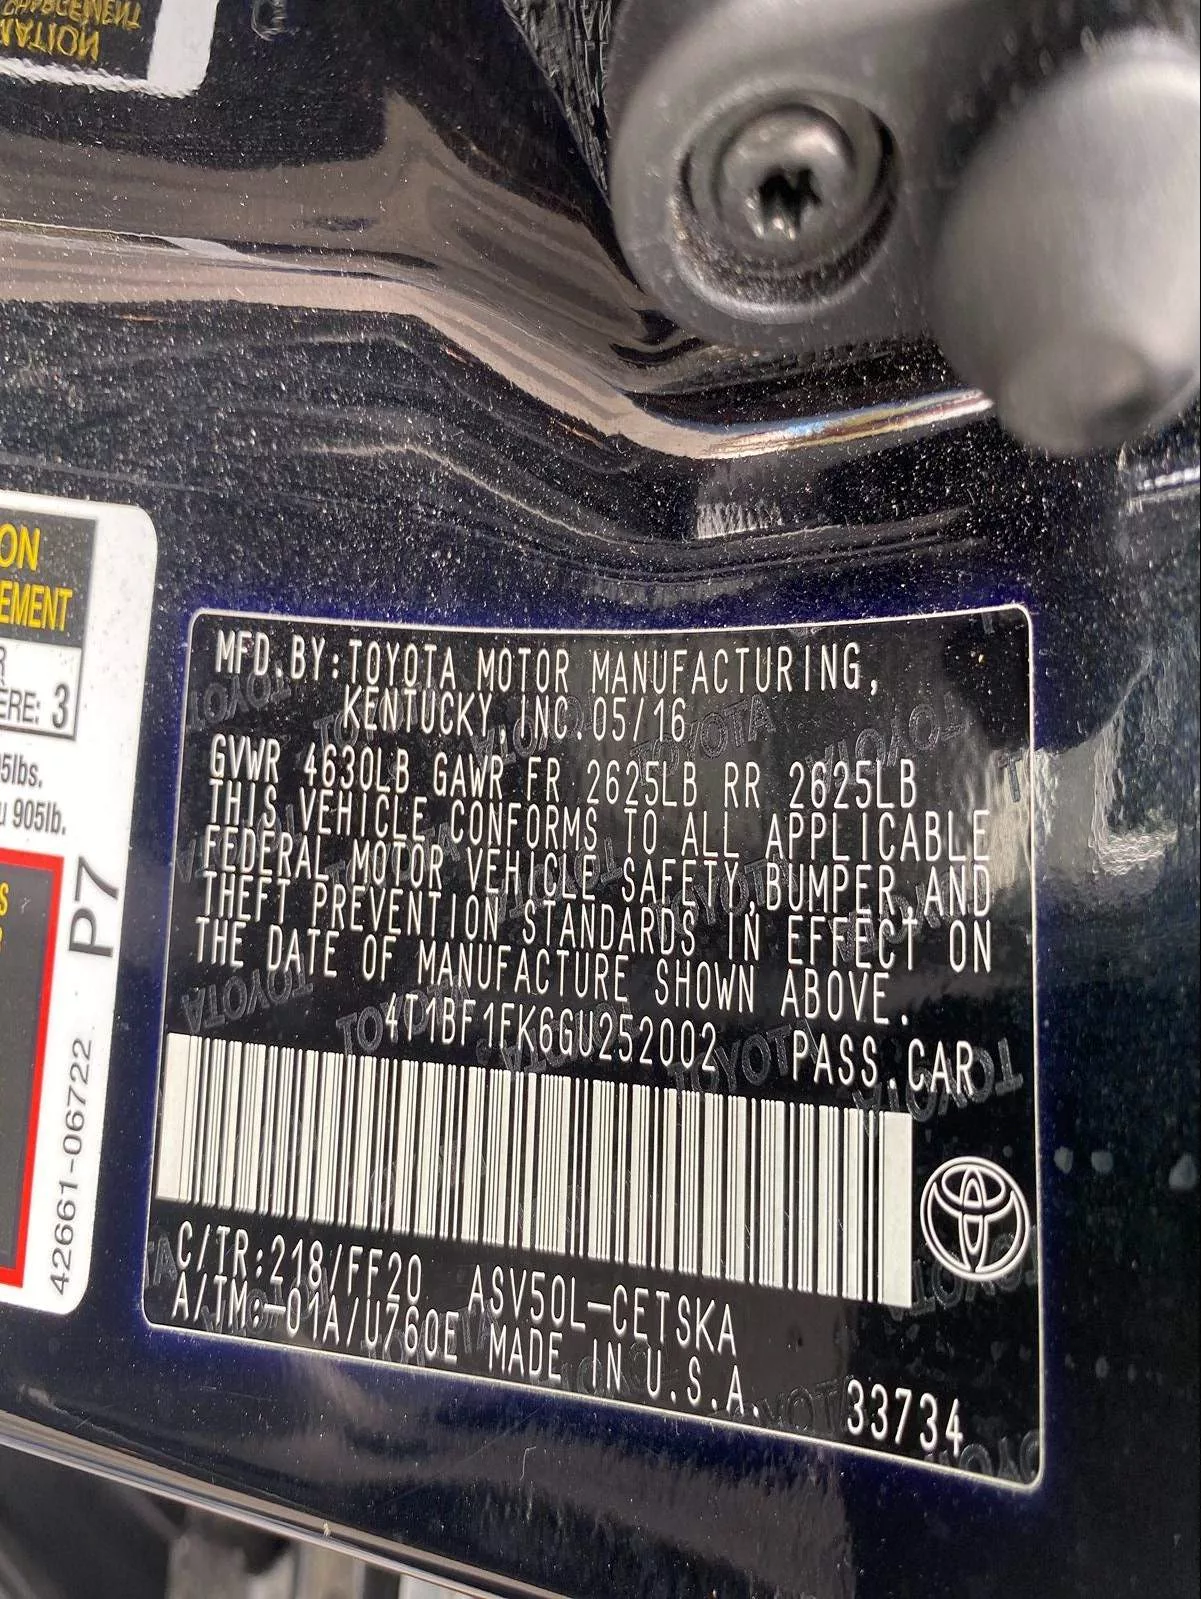 CHARGEMENT
MATION
ON
EMENT
R
ERE: 3
5lbs.
u 905lb.
P7
42661-06722
MFD.BY:TOYOTA MOTOR MANUFACTURING,
KENTUCKY,INC.05/16
GVWR 4630LB GAWR FR 2625LB RR 2625LB
THIS VEHICLE CONFORMS TO ALL APPLICABLE
FEDERAL MOTOR VEHICLE SAFETY,BUMPER,AND
THEFT PREVENTION STANDARDS IN EFFECT ON
THE DATE OF MANUFACTURE SHOWN ABOVE.
4T1BF1FK6GU252002 PASS.CAR
C/TR:218/FF20 ASV50L-CETSKA
A/TM:-01A/U760E MADE IN U.S.A.
33734